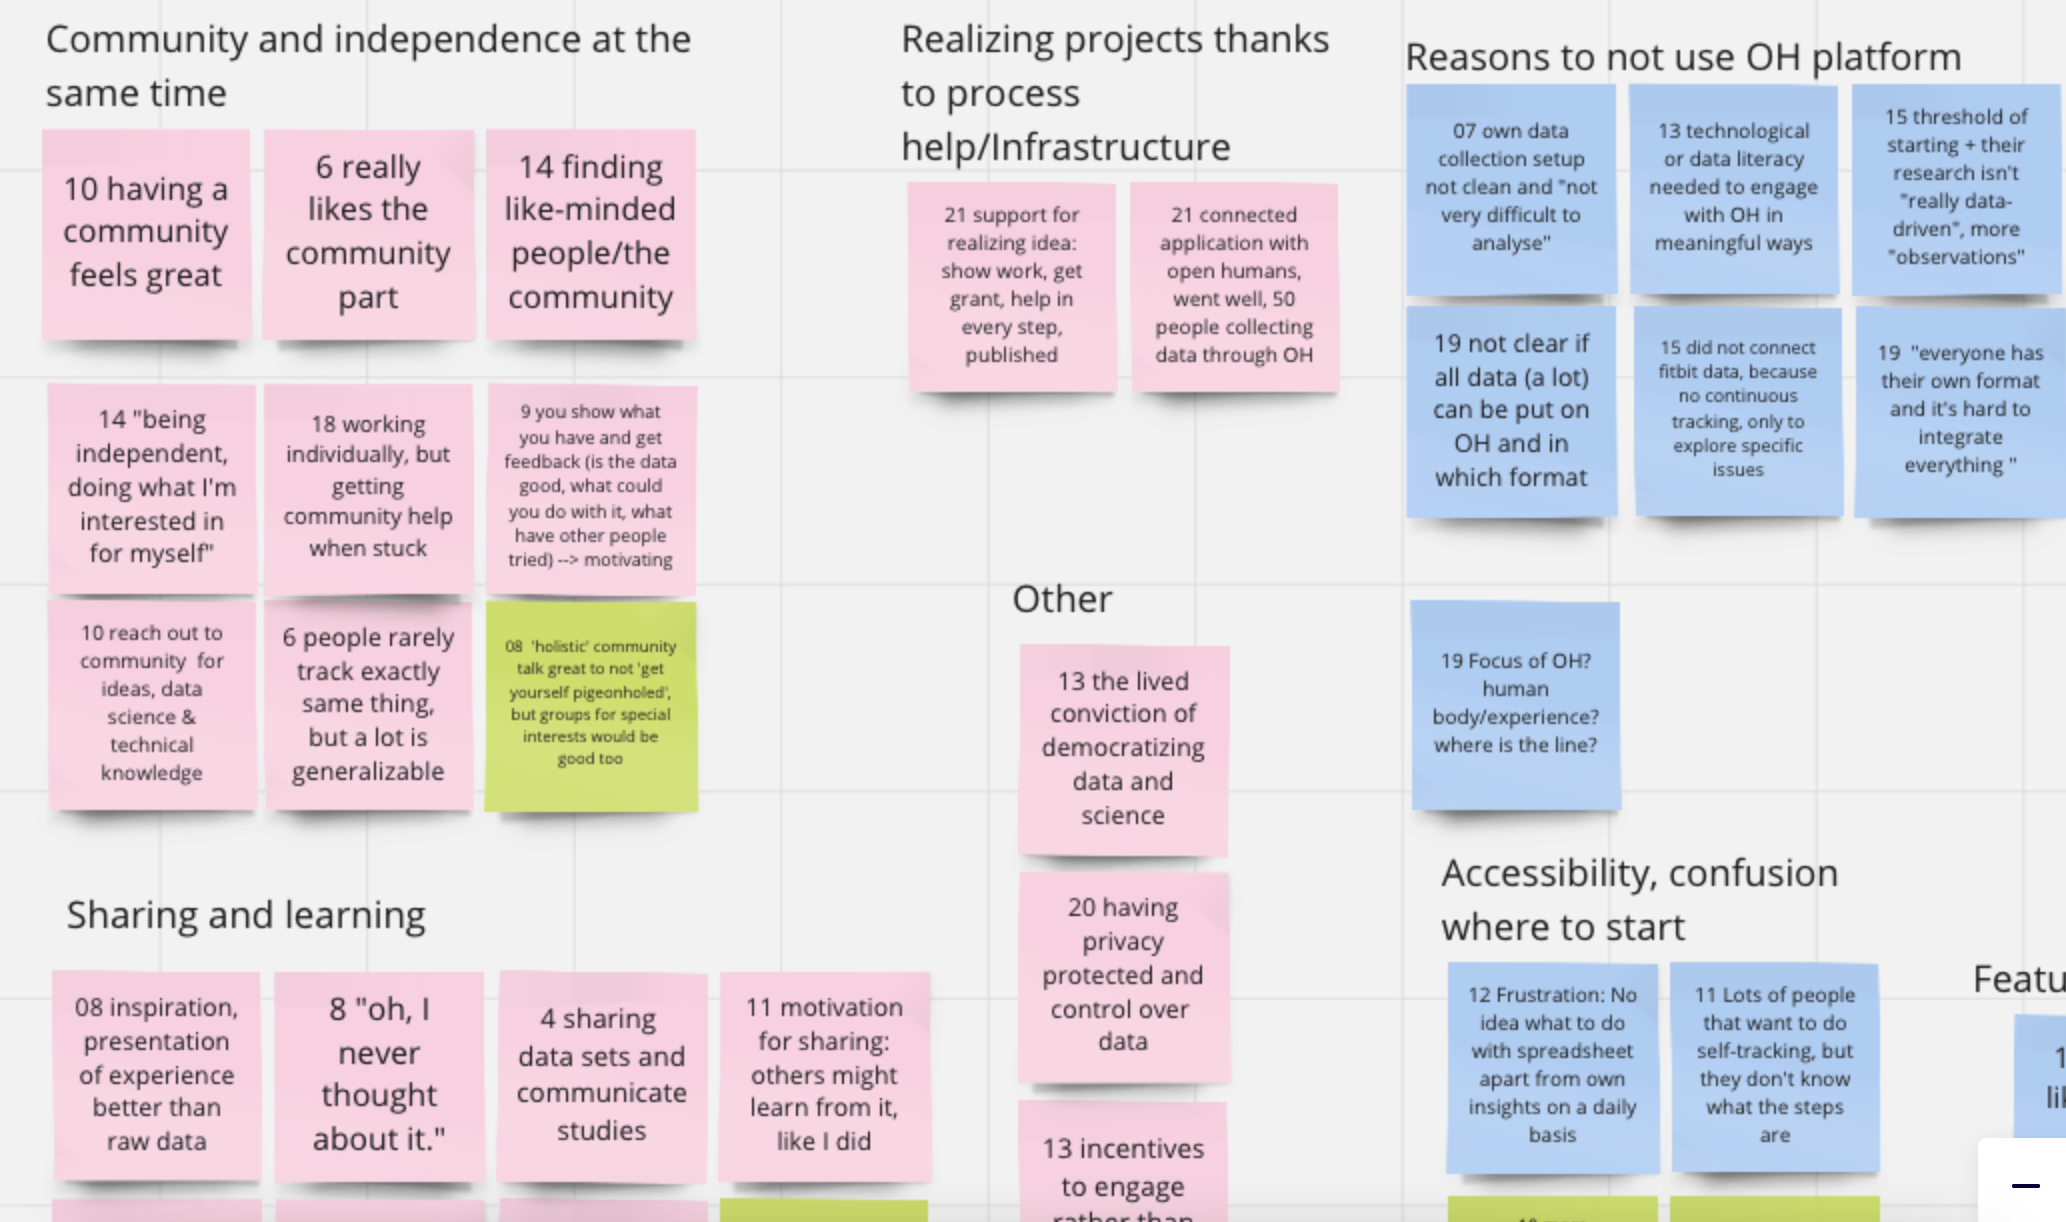 Community and independence at the
same time
10 having a
community
feels great
6 really
likes the
community
part
14 finding
like-minded
people/the
community
14 "being
independent,
doing what I'm
interested in
for myself"
18 working
individually, but
getting
community help
when stuck
9 you show what
you have and get
feedback (is the data
good, what could
you do with it, what
have other people
tried) --> motivating
10 reach out to
community  for
ideas, data
science &
technical
knowledge
6 people rarely
track exactly
same thing,
but a lot is
generalizable
08  'holistic' community
talk great to not 'get
yourself pigeonholed',
but groups for special
interests would be
good too
Sharing and learning
08 inspiration,
presentation
of experience
better than
raw data
8 "oh, I
never
thought
about it."
4 sharing
data sets and
communicate
studies
11 motivation
for sharing:
others might
learn from it,
like I did
Realizing projects thanks
to process
help/Infrastructure
21 support for
realizing idea:
show work, get
grant, help in
every step,
published
21 connected
application with
open humans,
went well, 50
people collecting
data through OH
Other
13 the lived
conviction of
democratizing
data and
science
20 having
privacy
protected and
control over
data
13 incentives
to engage
rather than
Reasons to not use OH platform
07 own data
collection setup
not clean and "not
very difficult to
analyse"
13 technological
or data literacy
needed to engage
with OH in
meaningful ways
15 threshold of
starting + their
research isn't
"really data-
driven", more
"observations"
19 not clear if
all data (a lot)
can be put on
OH and in
which format
15 did not connect
fitbit data, because
no continuous
tracking, only to
explore specific
issues
19  "everyone has
their own format
and it's hard to
integrate
everything "
19 Focus of OH?
human
body/experience?
where is the line?
Accessibility, confusion
where to start
12 Frustration: No
idea what to do
with spreadsheet
apart from own
insights on a daily
basis
11 Lots of people
that want to do
self-tracking, but
they don't know
what the steps
are
Featu